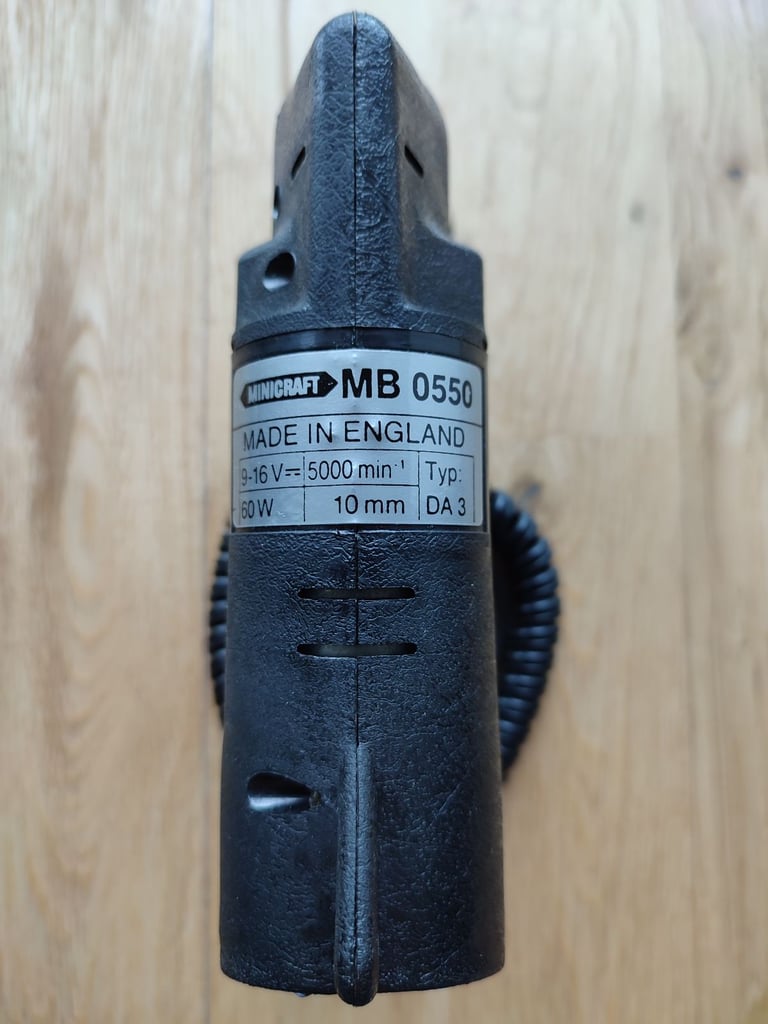 MINICRAFT MB 0550
MADE IN ENGLAND
9-16 V⎓ 5000 min⁻¹ Typ:
60 W 10 mm DA 3